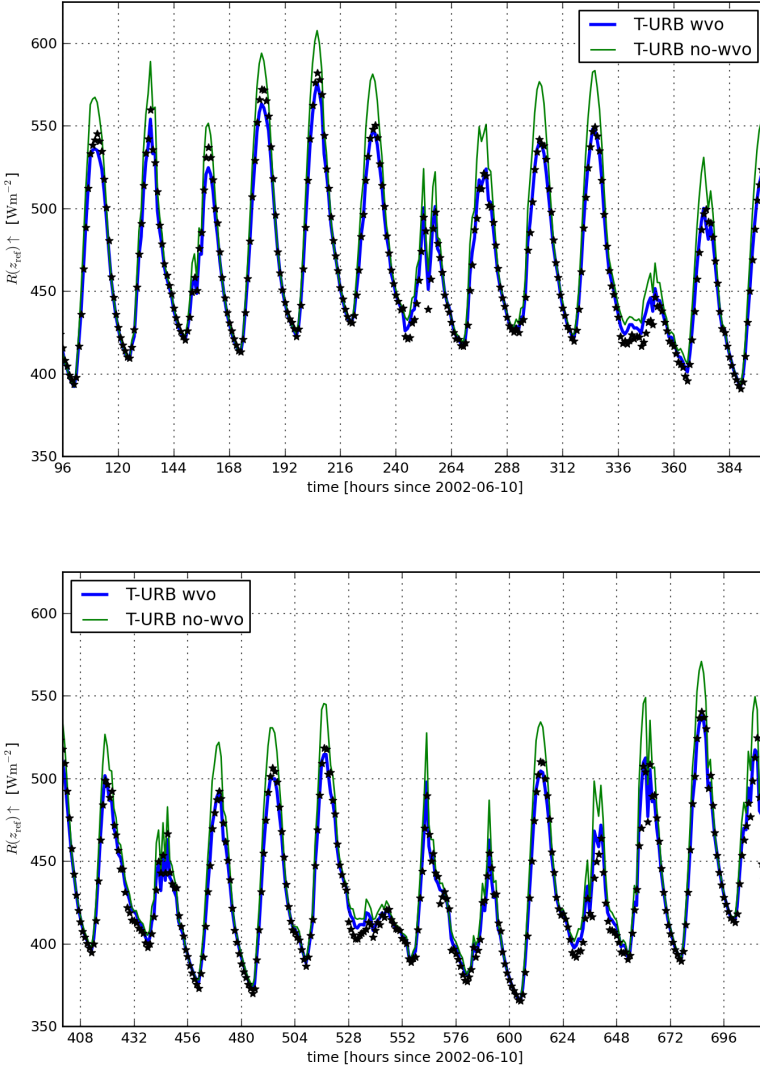 T-URB wvo
T-URB no-wvo
R(z_ref)↑ [Wm⁻²]
600
550
500
450
400
350
96 120 144 168 192 216 240 264 288 312 336 360 384
time [hours since 2002-06-10]
T-URB wvo
T-URB no-wvo
R(z_ref)↑ [Wm⁻²]
600
550
500
450
400
350
408 432 456 480 504 528 552 576 600 624 648 672 696
time [hours since 2002-06-10]